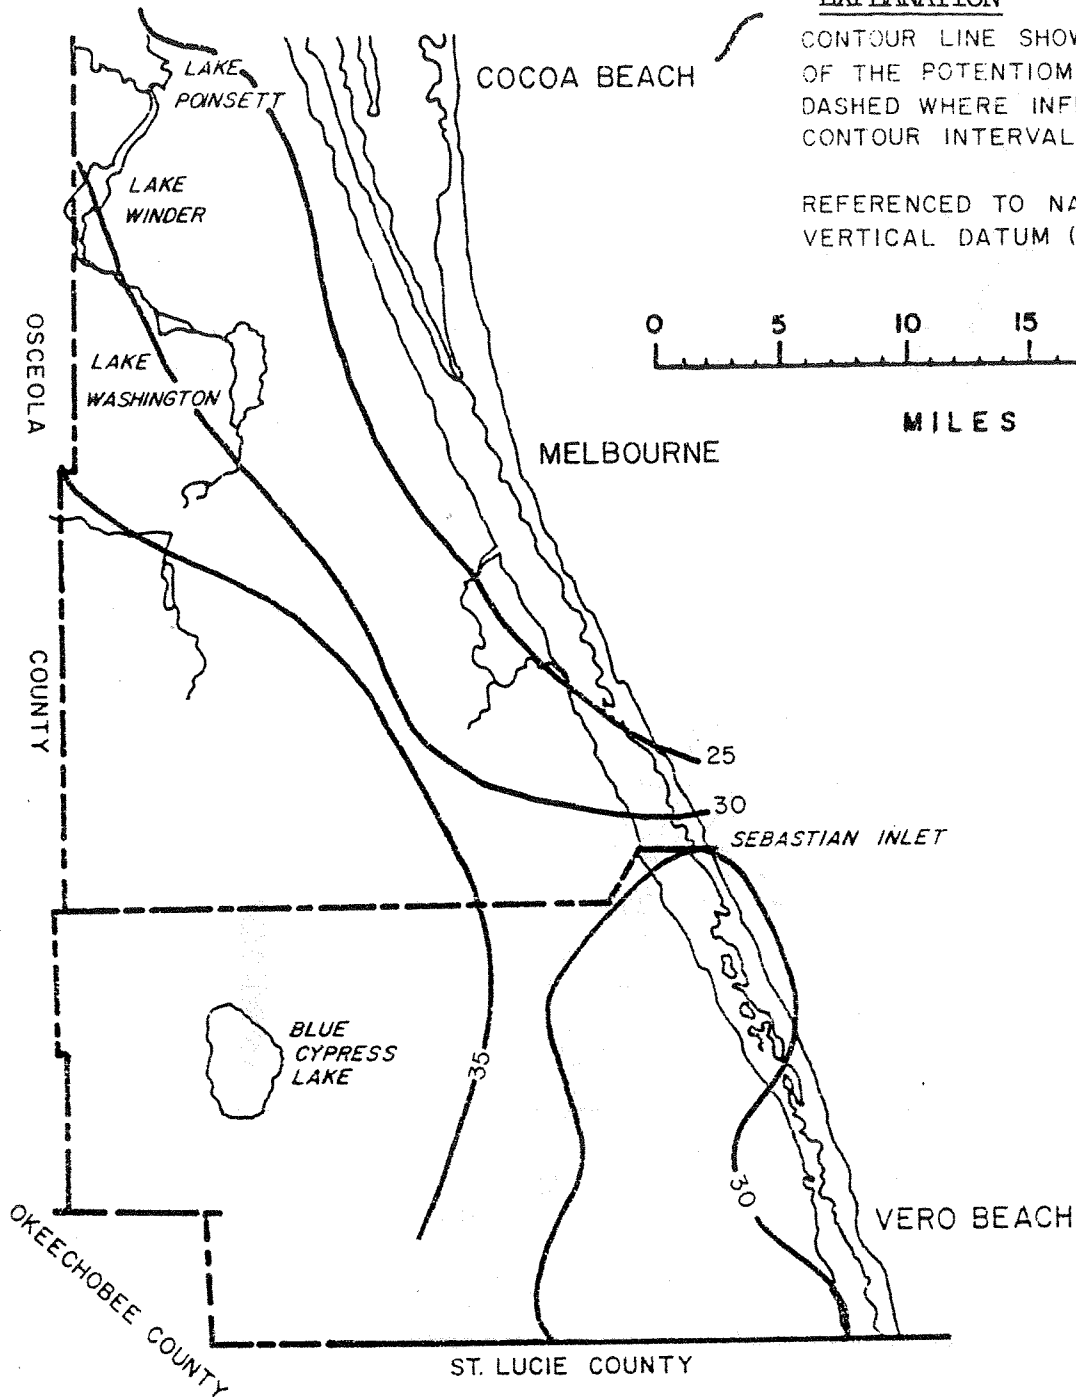 EXPLANATION
CONTOUR LINE SHOW
OF THE POTENTIOM
DASHED WHERE INF
CONTOUR INTERVAL
REFERENCED TO NA
VERTICAL DATUM (
0 5 10 15
MILES
COCOA BEACH
LAKE
POINSETT
LAKE
WINDER
OSCEOLA
LAKE
WASHINGTON
MELBOURNE
COUNTY
25
30
SEBASTIAN INLET
BLUE
CYPRESS
LAKE
35
30
VERO BEACH
OKEECHOBEE COUNTY
ST. LUCIE COUNTY